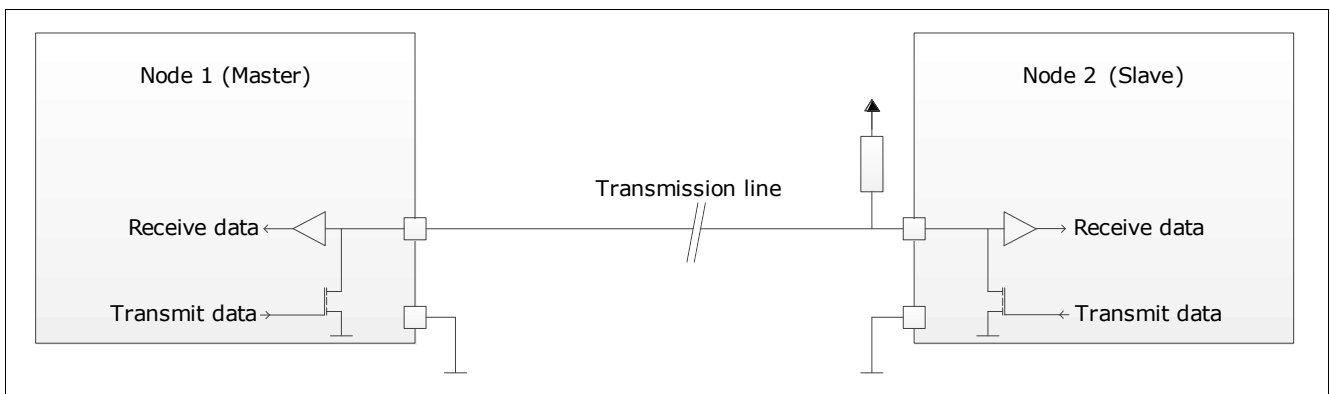 Node 1 (Master)
Node 2 (Slave)
Transmission line
Receive data
Receive data
Transmit data
Transmit data